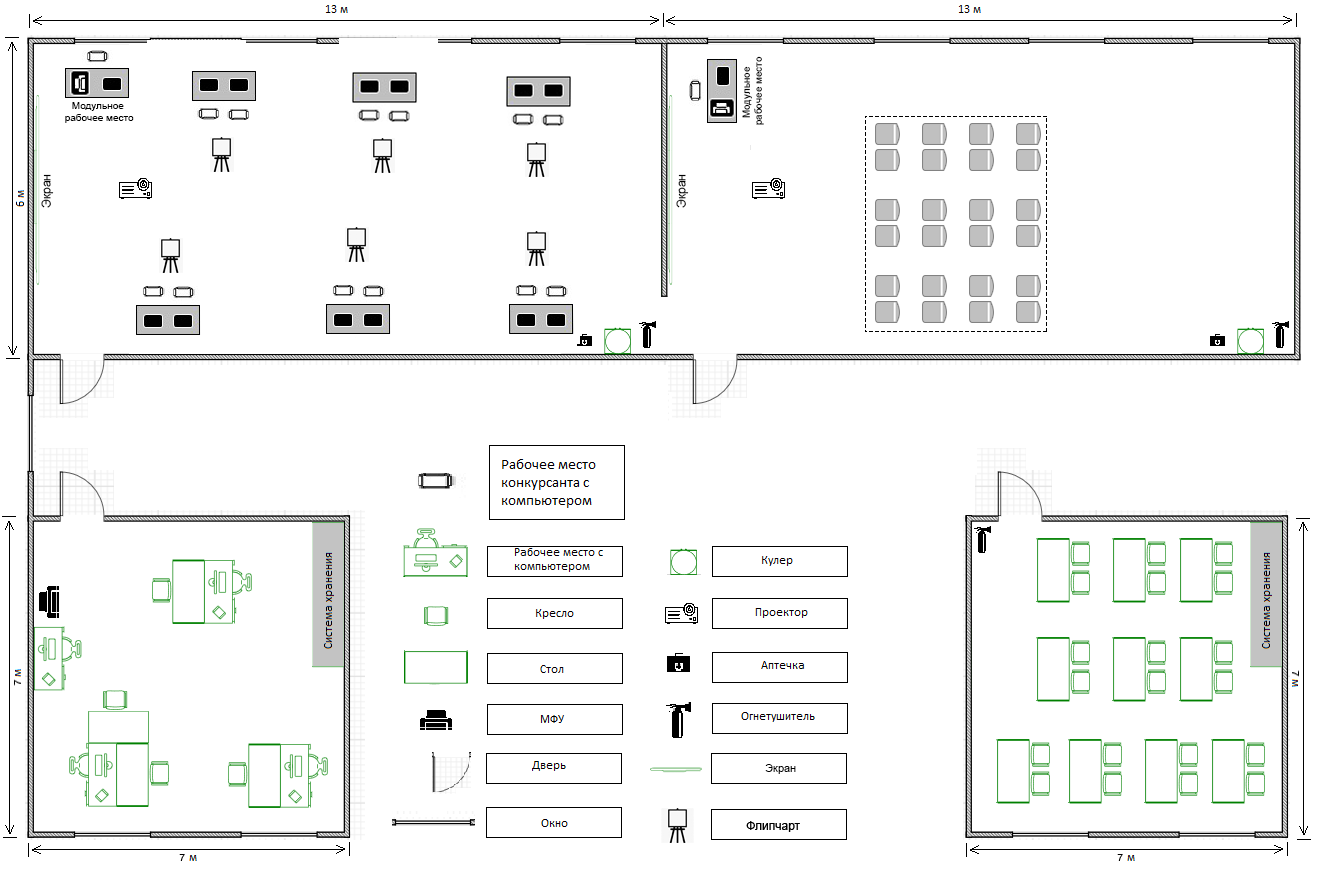 13 м
13 м
Модульное
рабочее место
Модульное
рабочее место
6 м
Экран
Экран
Рабочее место
конкурсанта с
компьютером
Рабочее место с
компьютером
Кулер
Кресло
Проектор
Стол
Аптечка
МФУ
Огнетушитель
Дверь
Экран
Окно
Флипчарт
Система хранения
Система хранения
7 м
7 м
7 м
7 м